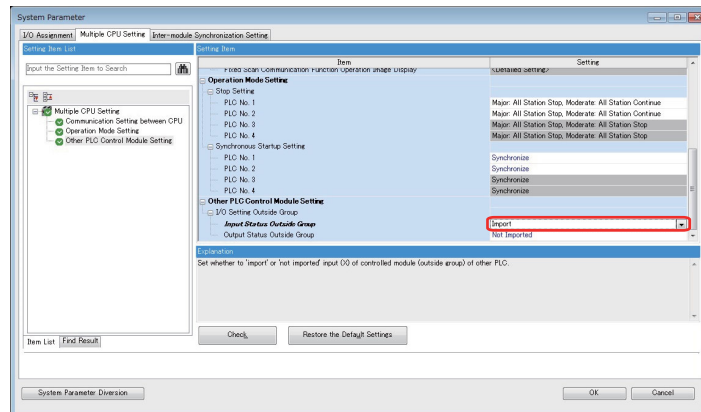 System Parameter
I/O Assignment Multiple CPU Setting Inter-module Synchronization Setting
Setting Item List
Setting Item
Input the Setting Item to Search
Item Setting
Fixed Scan Communication Function Operation Image Display <Detailed Setting>
Operation Mode Setting
Stop Setting
PLC No. 1 Major: All Station Stop, Moderate: All Station Continue
PLC No. 2 Major: All Station Stop, Moderate: All Station Continue
PLC No. 3 Major: All Station Stop, Moderate: All Station Stop
PLC No. 4 Major: All Station Stop, Moderate: All Station Stop
Synchronous Startup Setting
PLC No. 1 Synchronize
PLC No. 2 Synchronize
PLC No. 3 Synchronize
PLC No. 4 Synchronize
Other PLC Control Module Setting
I/O Setting Outside Group
Input Status Outside Group Import
Output Status Outside Group Not Imported
Multiple CPU Setting
Communication Setting between CPU
Operation Mode Setting
Other PLC Control Module Setting
Explanation
Set whether to 'import' or 'not imported' input (X) of controlled module (outside group) of other PLC.
Item List Find Result
Check
Restore the Default Settings
System Parameter Diversion
OK
Cancel